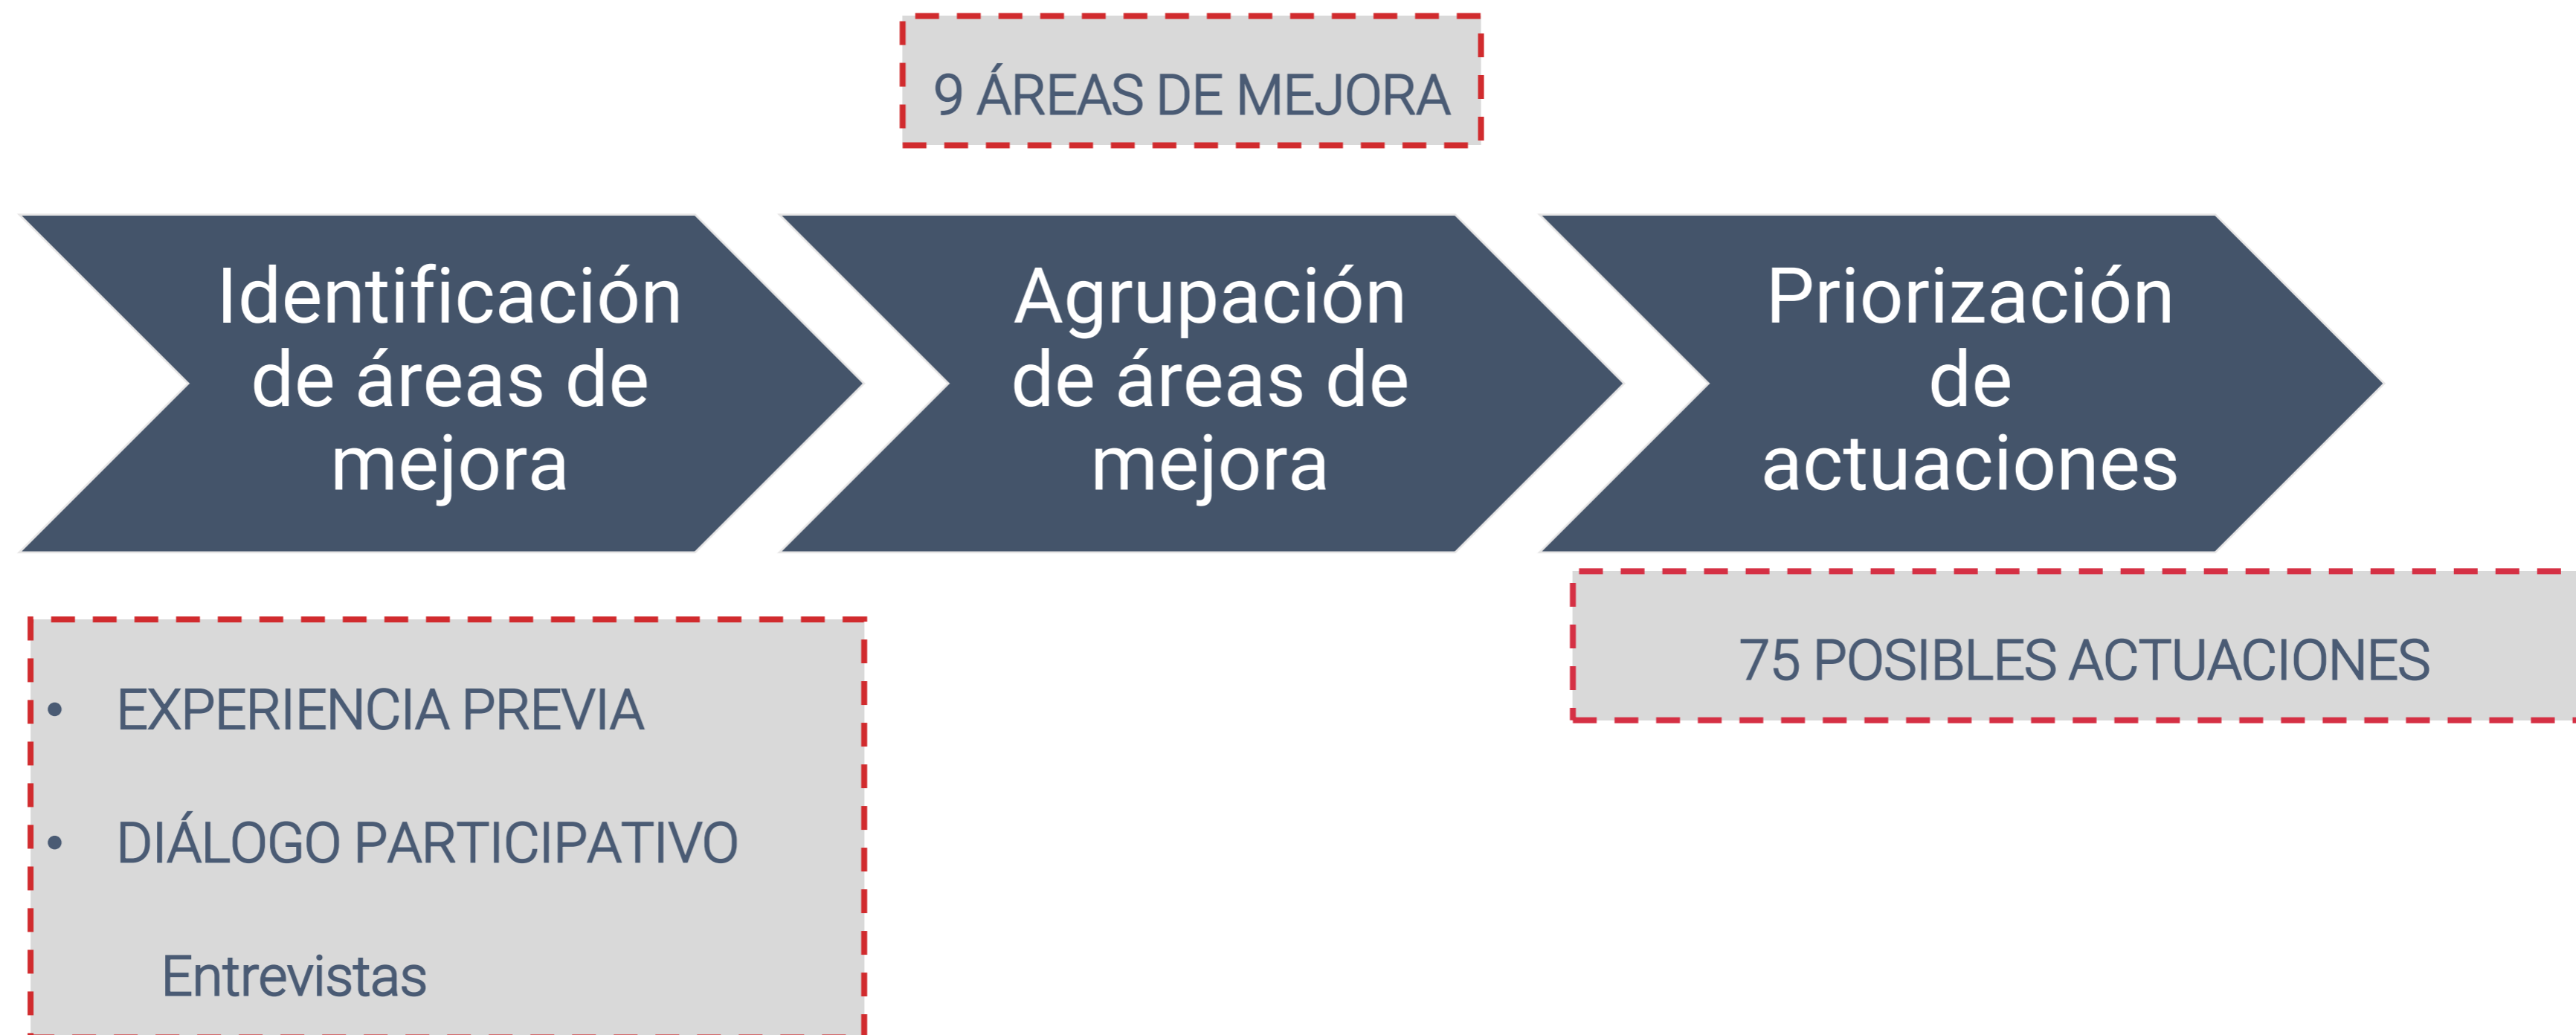 9 ÁREAS DE MEJORA
Identificación
de áreas de
mejora
Agrupación
de áreas de
mejora
Priorización
de
actuaciones
75 POSIBLES ACTUACIONES
• EXPERIENCIA PREVIA
• DIÁLOGO PARTICIPATIVO
Entrevistas